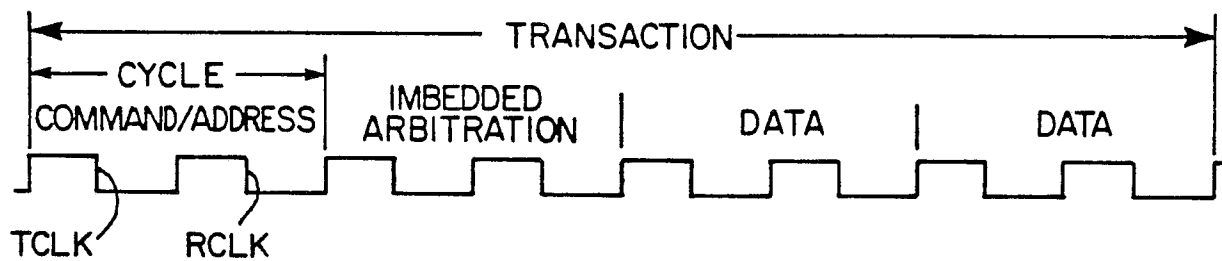 TRANSACTION
CYCLE
COMMAND/ADDRESS
IMBEDDED
ARBITRATION
DATA
DATA
TCLK
RCLK